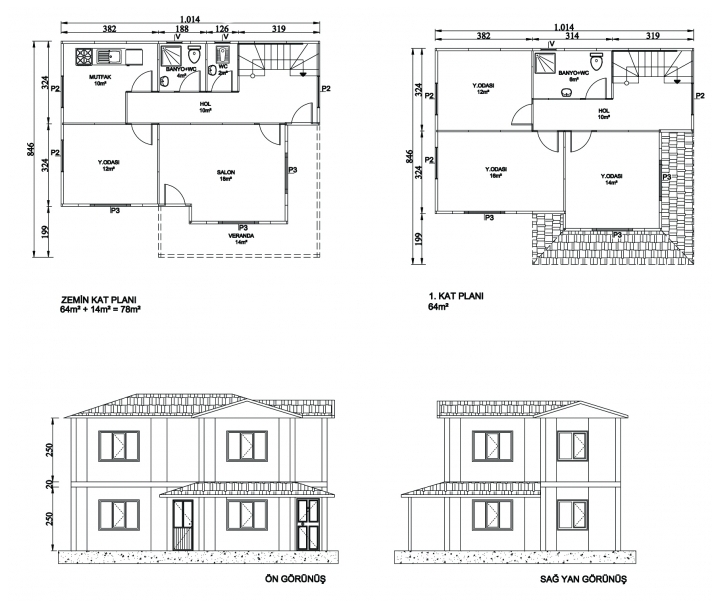 1.014
382 188 126 319
V V
324 324 199
846
P2
P2
P2
MUTFAK
10m²
BANYO+WC
4m²
WC
2m²
HOL
10m²
Y.ODASI
12m²
SALON
18m²
P3
P3
P3
VERANDA
14m²
ZEMİN KAT PLANI
64m² + 14m² = 78m²
1.014
382 314 319
V
324 324 199
846
P2
P2
P2
Y.ODASI
12m²
BANYO+WC
6m²
HOL
10m²
Y.ODASI
16m²
Y.ODASI
14m²
P3
P3
P3
1. KAT PLANI
64m²
250
20
250
ÖN GÖRÜNÜŞ
SAĞ YAN GÖRÜNÜŞ